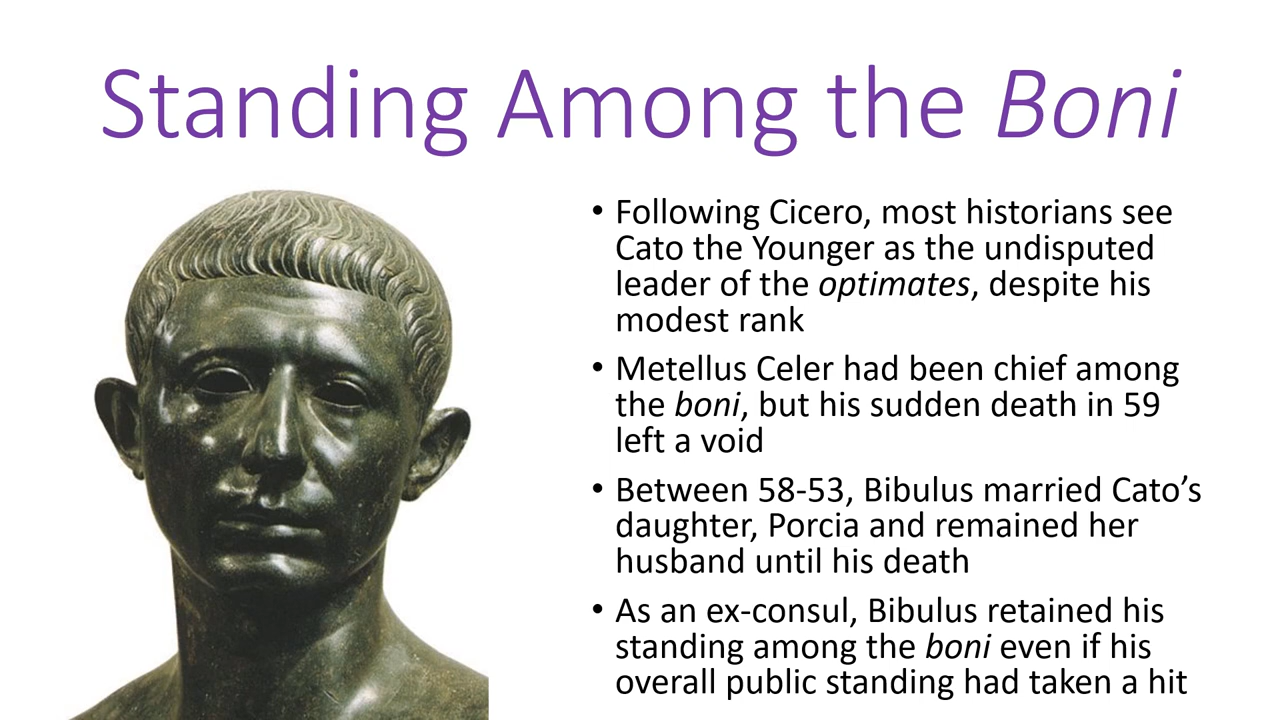 Standing Among the Boni
• Following Cicero, most historians see
Cato the Younger as the undisputed
leader of the optimates, despite his
modest rank
• Metellus Celer had been chief among
the boni, but his sudden death in 59
left a void
• Between 58-53, Bibulus married Cato’s
daughter, Porcia and remained her
husband until his death
• As an ex-consul, Bibulus retained his
standing among the boni even if his
overall public standing had taken a hit